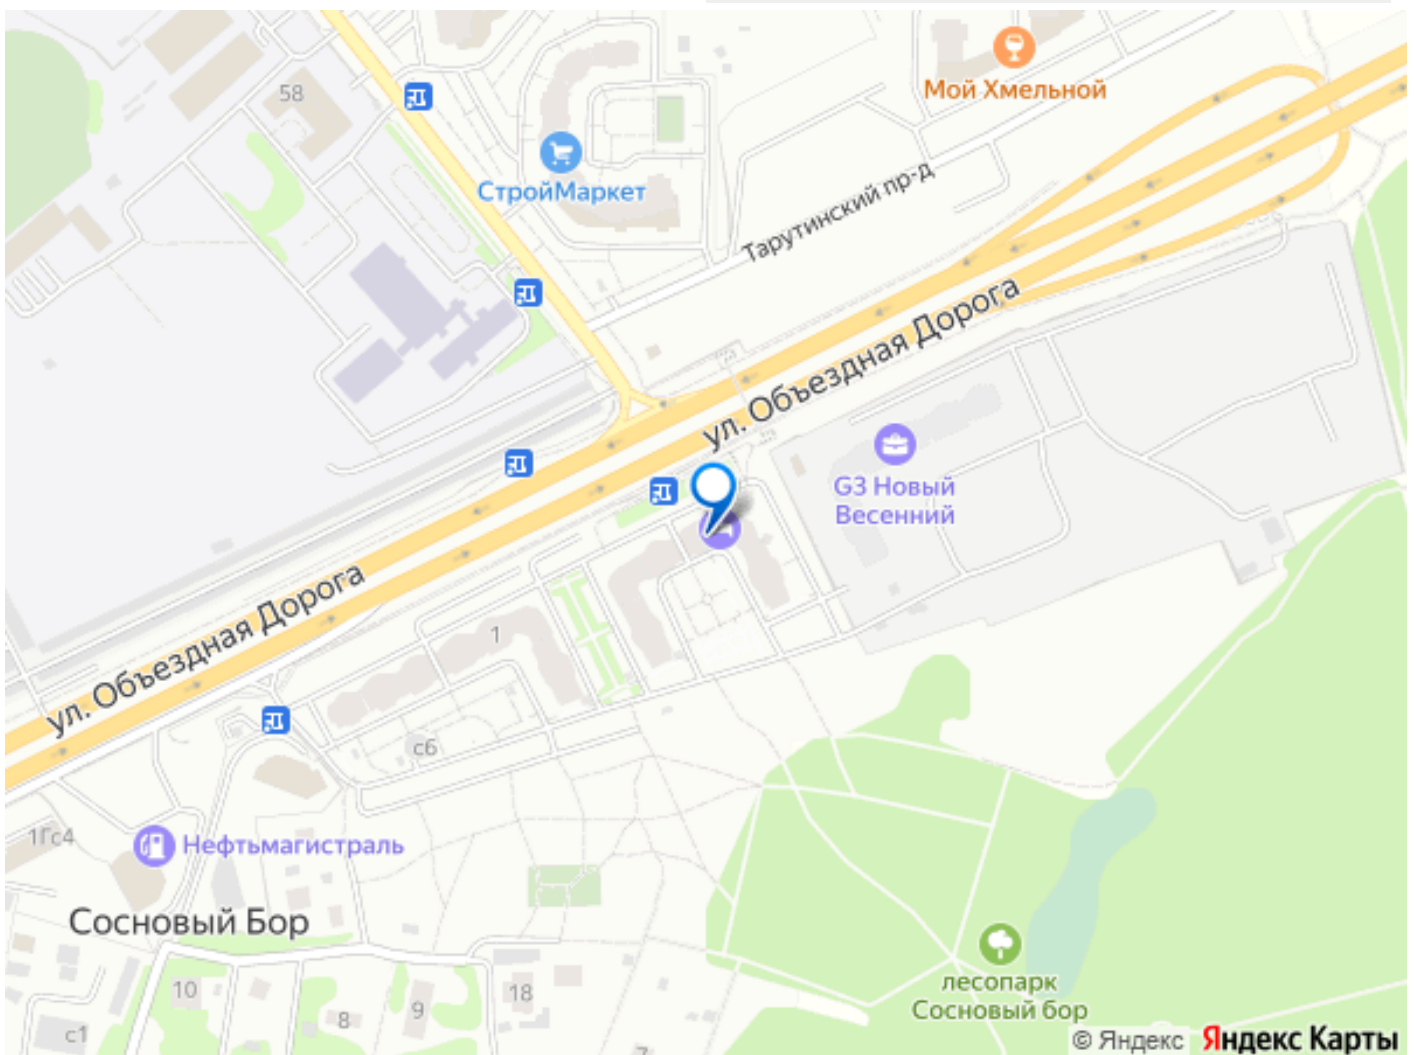 58
Мой Хмельной
СтройМаркет
Тарутинский пр-д
ул. Объездная Дорога
G3 Новый
Весенний
ул. Объездная Дорога
1
с6
1Гс4
Нефтьмагистраль
Сосновый Бор
лесопарк
Сосновый бор
10
18
9
8
с1
7
© Яндекс Яндекс Карты